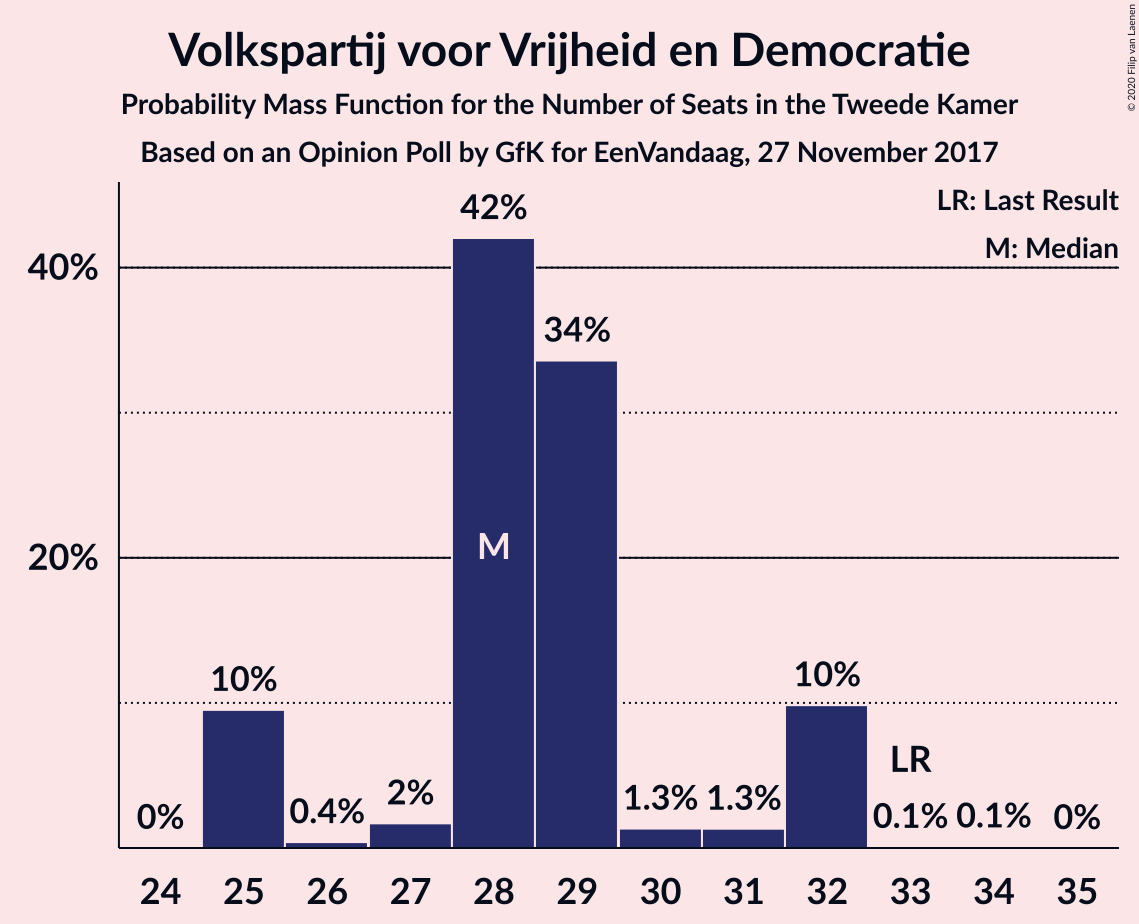 Volkspartij voor Vrijheid en Democratie
Probability Mass Function for the Number of Seats in the Tweede Kamer
Based on an Opinion Poll by GfK for EenVandaag, 27 November 2017
© 2020 Filip van Laenen
LR: Last Result
M: Median
40%
20%
0%
10%
0.4%
2%
42%
M
34%
1.3%
1.3%
10%
LR
0.1%
0.1%
0%
24 25 26 27 28 29 30 31 32 33 34 35